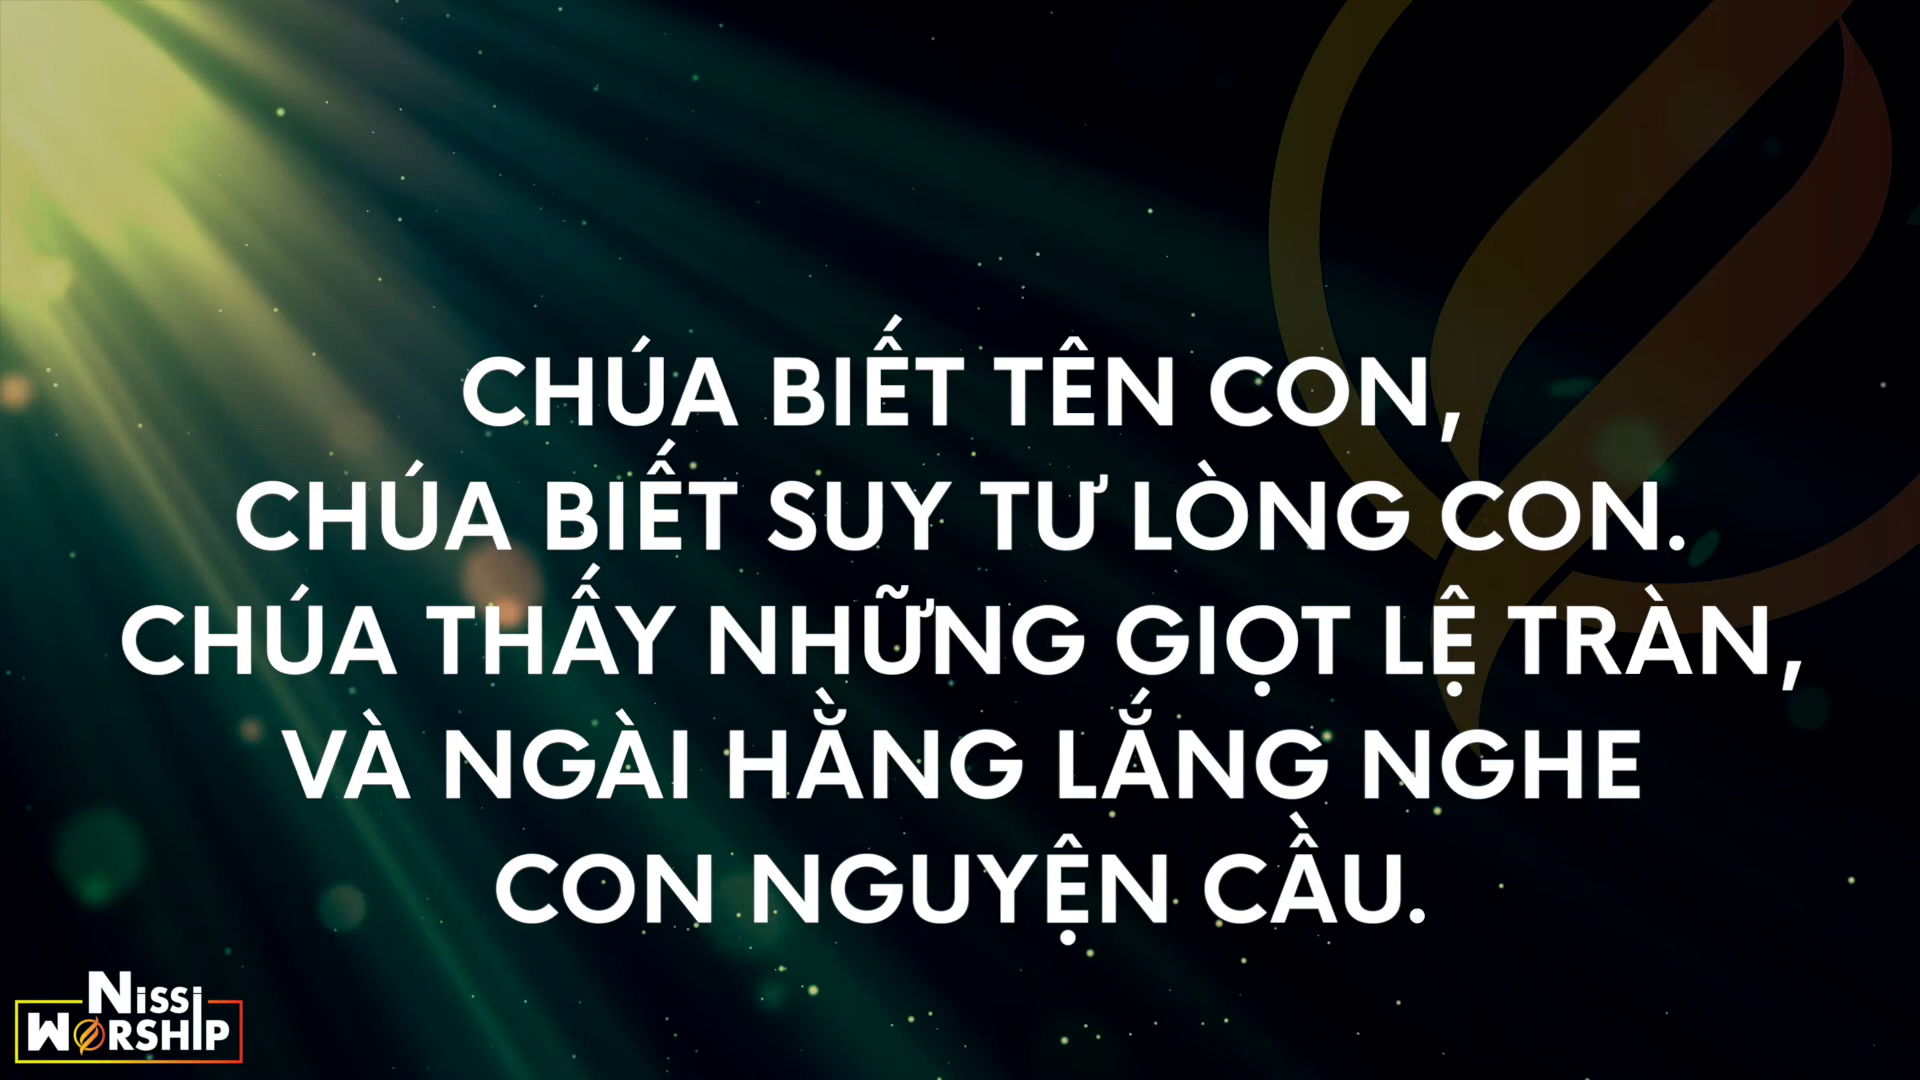 CHÚA BIẾT TÊN CON,
CHÚA BIẾT SUY TƯ LÒNG CON.
CHÚA THẤY NHỮNG GIỌT LỆ TRÀN,
VÀ NGÀI HẰNG LẮNG NGHE
CON NGUYỆN CẦU.
Nissi
WORSHIP